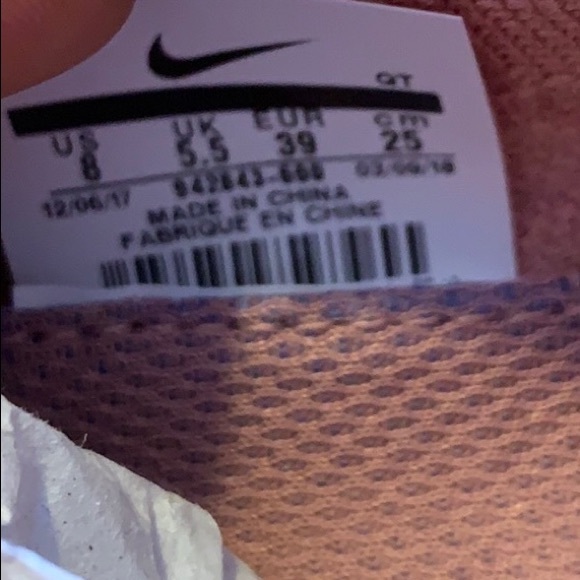 QT
US UK EUR cm
8 5.5 39 25
12/06/17 942843-600 03/09/18
MADE IN CHINA
FABRIQUE EN CHINE